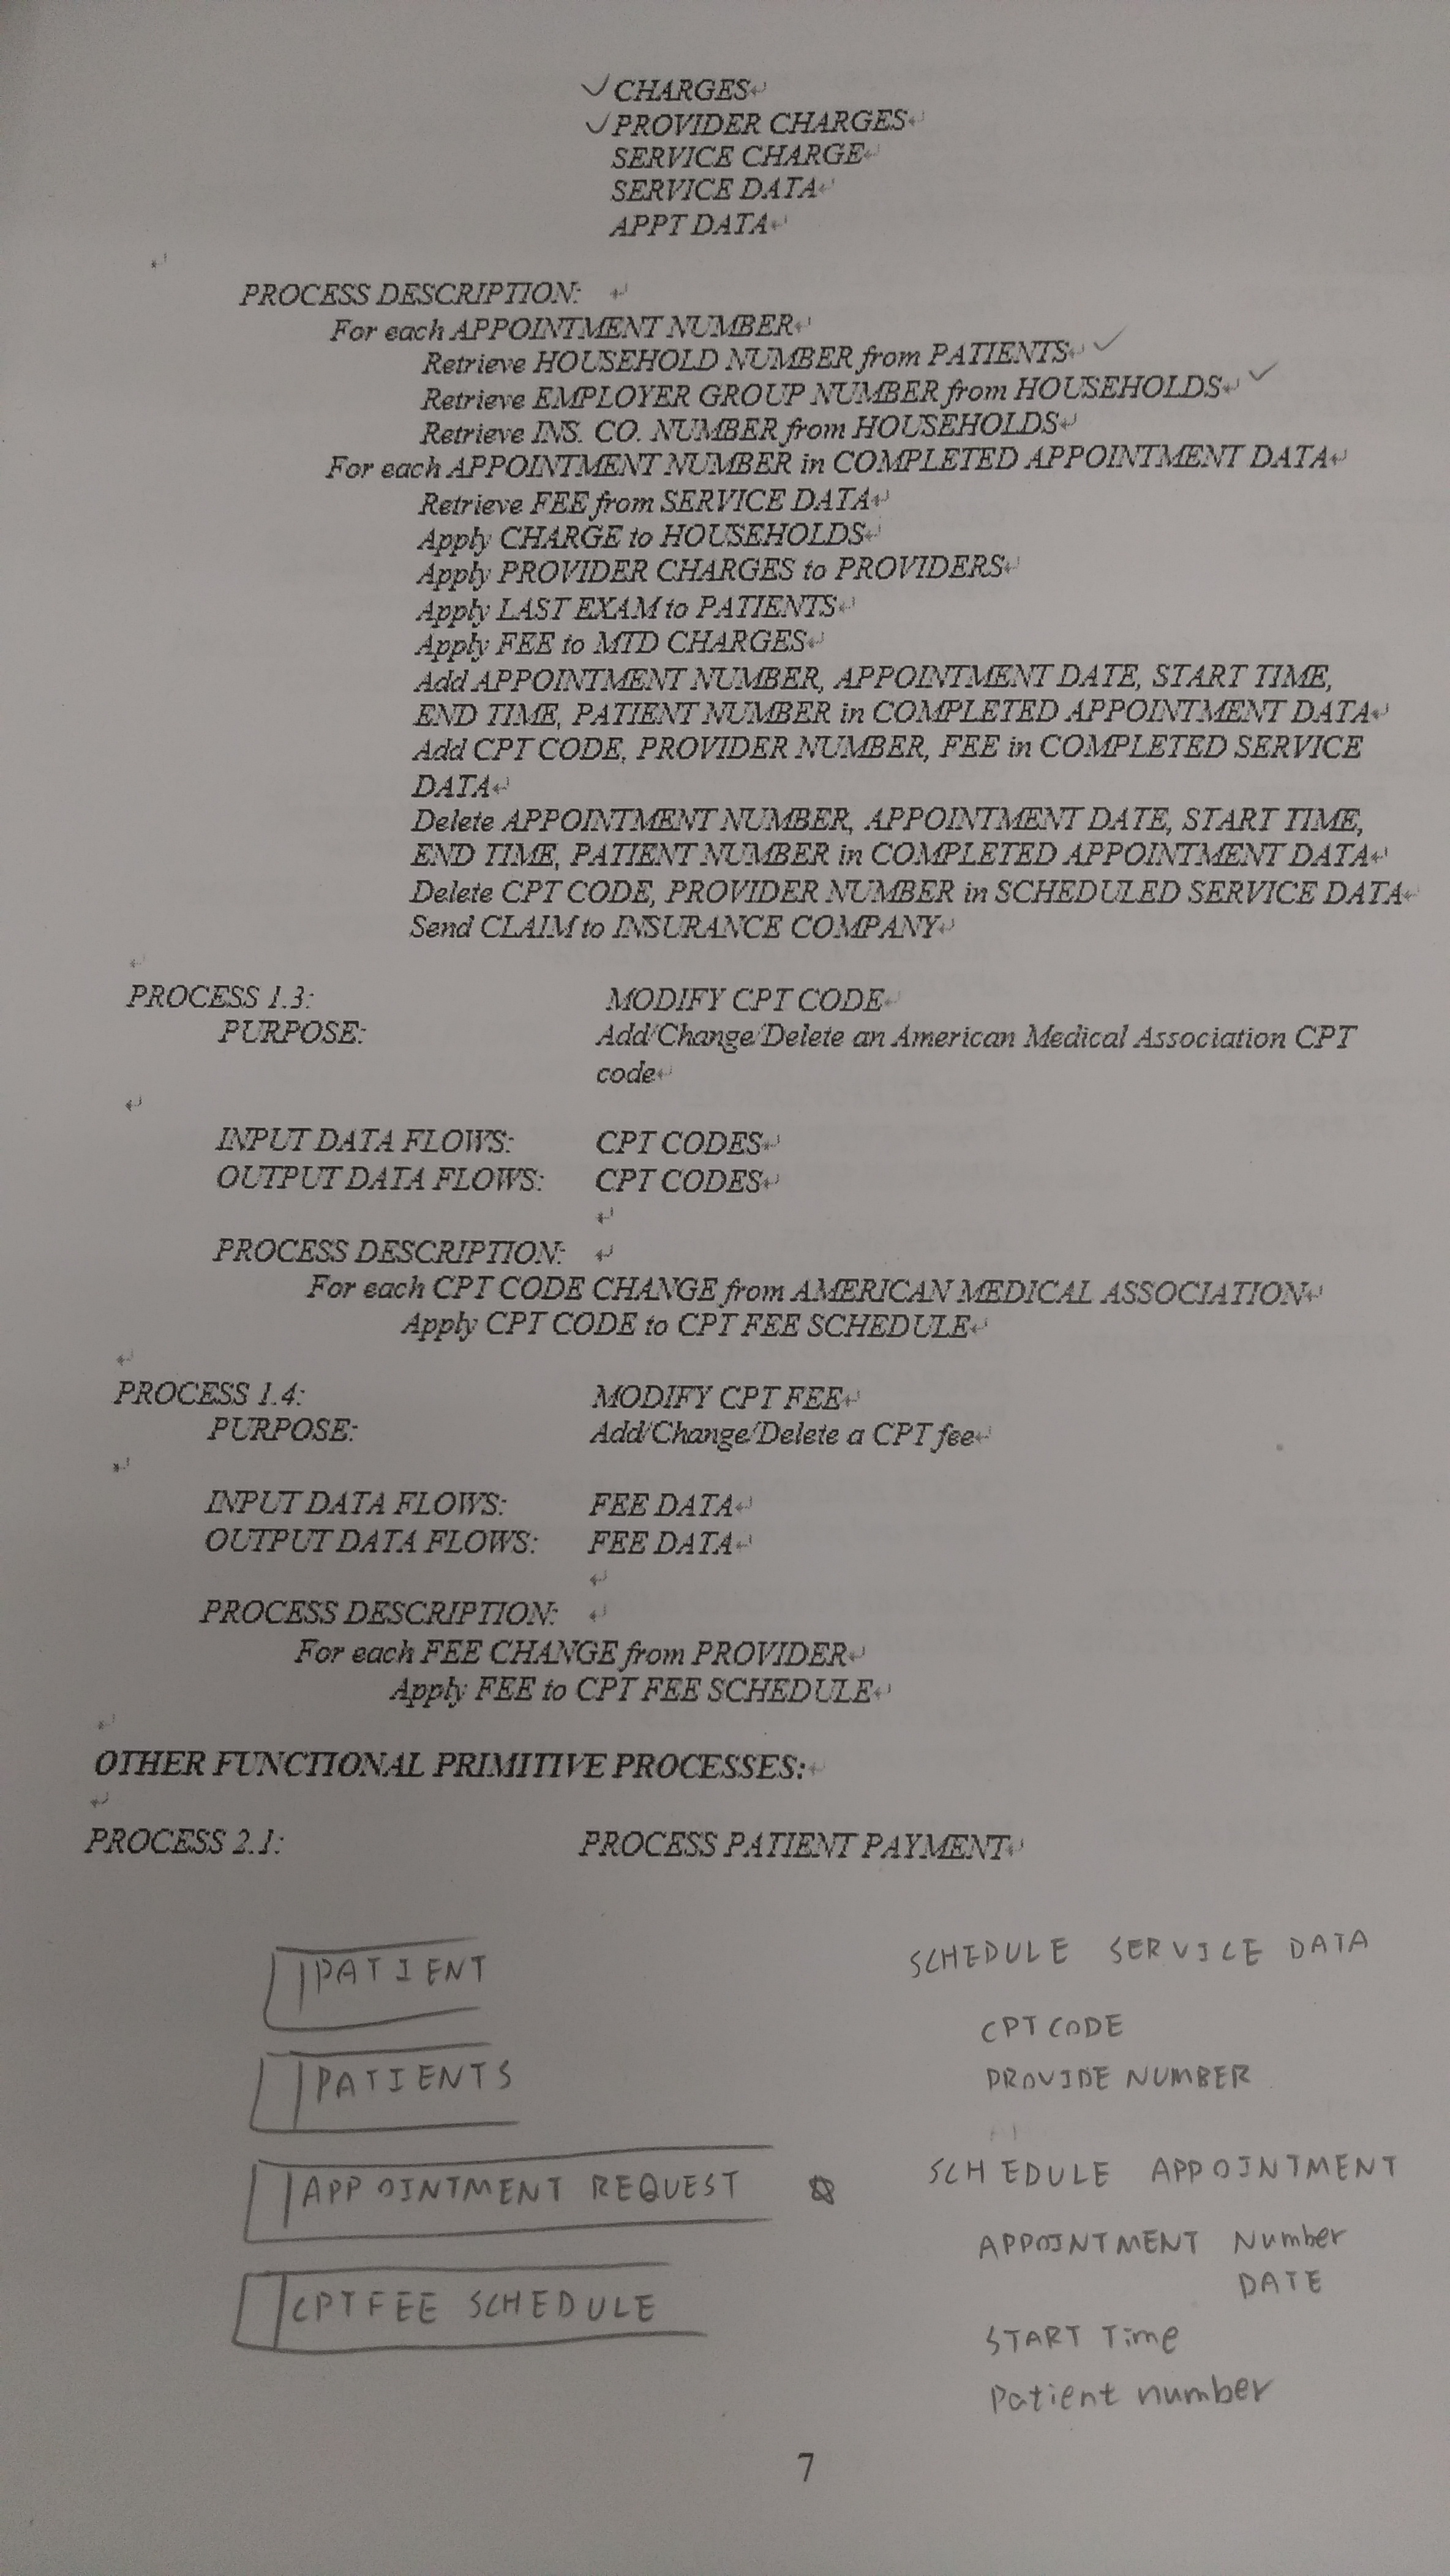 CHARGES
PROVIDER CHARGES
SERVICE CHARGE
SERVICE DATA
APPT DATA
PROCESS DESCRIPTION:
For each APPOINTMENT NUMBER
Retrieve HOUSEHOLD NUMBER from PATIENTS
Retrieve EMPLOYER GROUP NUMBER from HOUSEHOLDS
Retrieve INS. CO. NUMBER from HOUSEHOLDS
For each APPOINTMENT NUMBER in COMPLETED APPOINTMENT DATA
Retrieve FEE from SERVICE DATA
Apply CHARGE to HOUSEHOLDS
Apply PROVIDER CHARGES to PROVIDERS
Apply LAST EXAM to PATIENTS
Apply FEE to MTD CHARGES
Add APPOINTMENT NUMBER, APPOINTMENT DATE, START TIME,
END TIME, PATIENT NUMBER in COMPLETED APPOINTMENT DATA
Add CPT CODE, PROVIDER NUMBER, FEE in COMPLETED SERVICE
DATA
Delete APPOINTMENT NUMBER, APPOINTMENT DATE, START TIME,
END TIME, PATIENT NUMBER in COMPLETED APPOINTMENT DATA
Delete CPT CODE, PROVIDER NUMBER in SCHEDULED SERVICE DATA
Send CLAIM to INSURANCE COMPANY
PROCESS 1.3: MODIFY CPT CODE
PURPOSE: Add/Change/Delete an American Medical Association CPT
code
INPUT DATA FLOWS: CPT CODES
OUTPUT DATA FLOWS: CPT CODES
PROCESS DESCRIPTION:
For each CPT CODE CHANGE from AMERICAN MEDICAL ASSOCIATION
Apply CPT CODE to CPT FEE SCHEDULE
PROCESS 1.4: MODIFY CPT FEE
PURPOSE: Add/Change/Delete a CPT fee
INPUT DATA FLOWS: FEE DATA
OUTPUT DATA FLOWS: FEE DATA
PROCESS DESCRIPTION:
For each FEE CHANGE from PROVIDER
Apply FEE to CPT FEE SCHEDULE
OTHER FUNCTIONAL PRIMITIVE PROCESSES:
PROCESS 2.1: PROCESS PATIENT PAYMENT
PATIENT
PATIENTS
APPOINTMENT REQUEST
CPT FEE SCHEDULE
SCHEDULE SERVICE DATA
CPT CODE
PROVIDE NUMBER
SCHEDULE APPOINTMENT
APPOINTMENT Number
DATE
START Time
Patient number
7